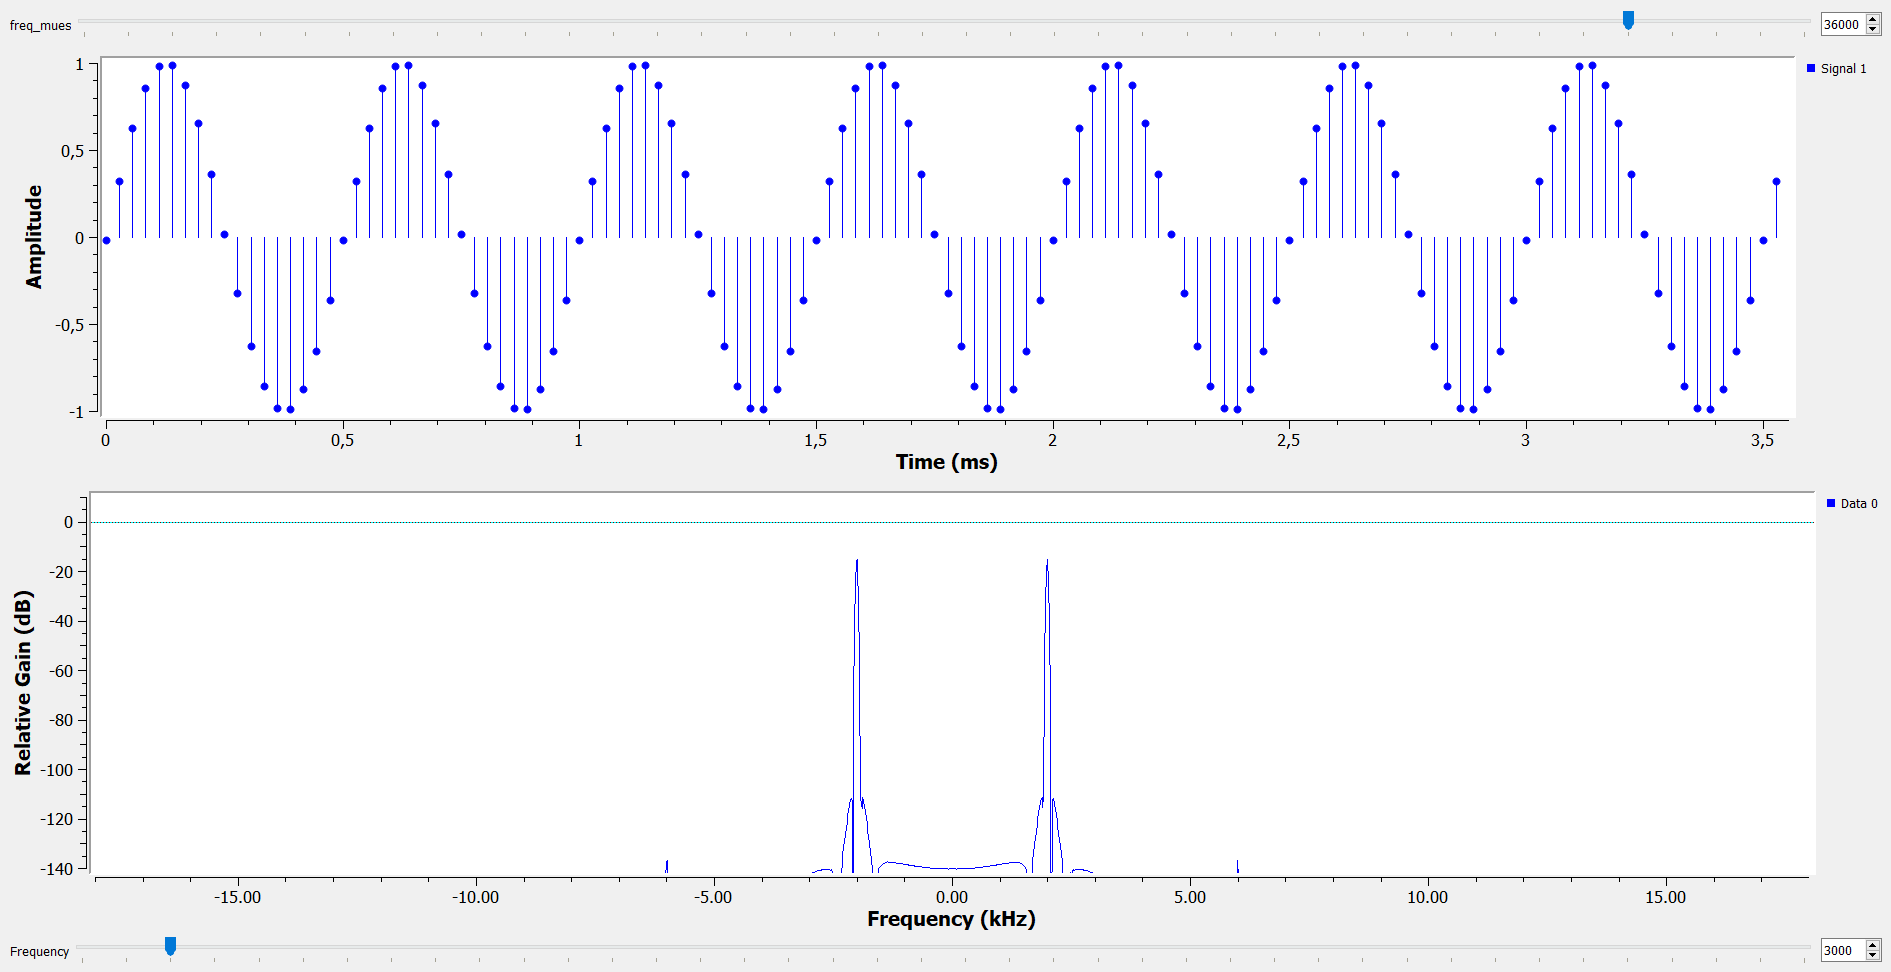 freq_mues
36000
Signal 1
Amplitude
1
0,5
0
-0,5
-1
0 0,5 1 1,5 2 2,5 3 3,5
Time (ms)
Data 0
Relative Gain (dB)
0
-20
-40
-60
-80
-100
-120
-140
-15.00 -10.00 -5.00 0.00 5.00 10.00 15.00
Frequency (kHz)
Frequency
3000